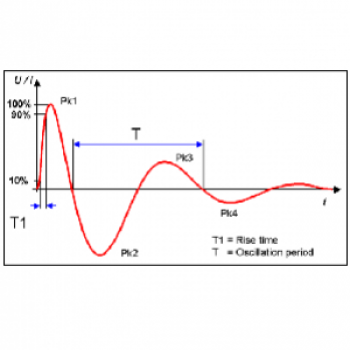 U / I
Pk1
100%
90%
T
Pk3
10%
t
Pk4
T1
Pk2
T1 = Rise time
T = Oscillation period